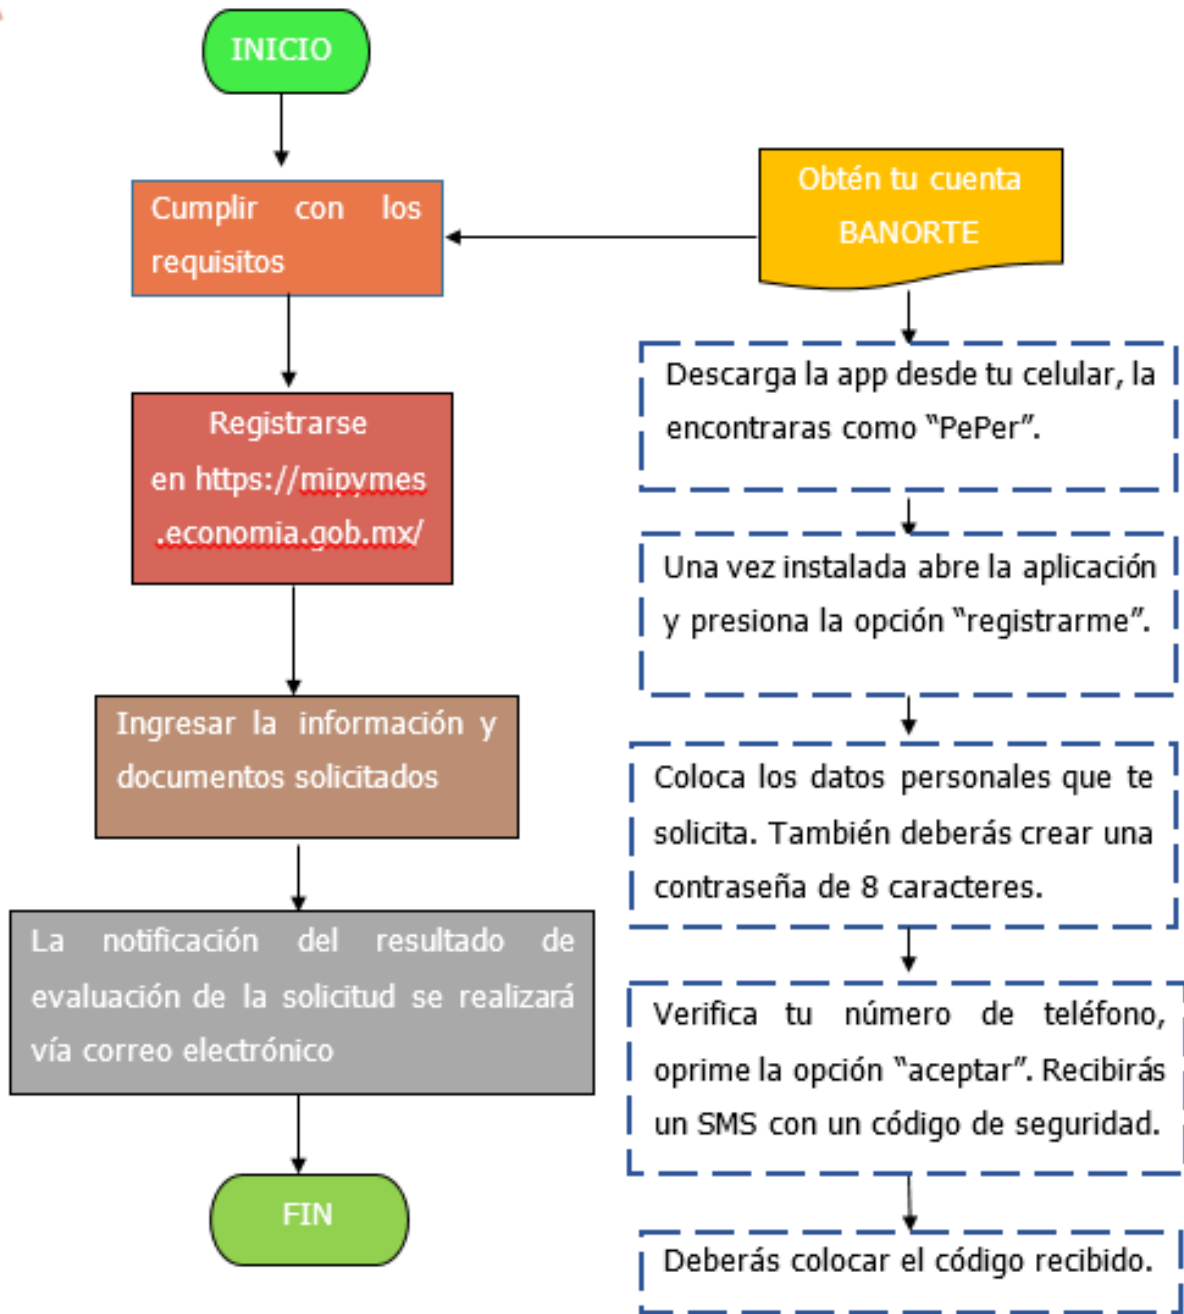 INICIO
Cumplir con los
requisitos
Registrarse
en https://mipymes
.economia.gob.mx/
Ingresar la información y
documentos solicitados
La notificación del resultado de
evaluación de la solicitud se realizará
vía correo electrónico
FIN
Obtén tu cuenta
BANORTE
Descarga la app desde tu celular, la
encontraras como “PePer”.
Una vez instalada abre la aplicación
y presiona la opción “registrarme”.
Coloca los datos personales que te
solicita. También deberás crear una
contraseña de 8 caracteres.
Verifica tu número de teléfono,
oprime la opción “aceptar”. Recibirás
un SMS con un código de seguridad.
Deberás colocar el código recibido.